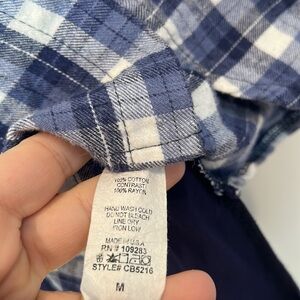 100% COTTON
CONTRAST:
100% RAYON
HAND WASH COLD
DO NOT BLEACH
LINE DRY
IRON LOW
MADE IN U.S.A
RN# 109283
STYLE# CB5216
M